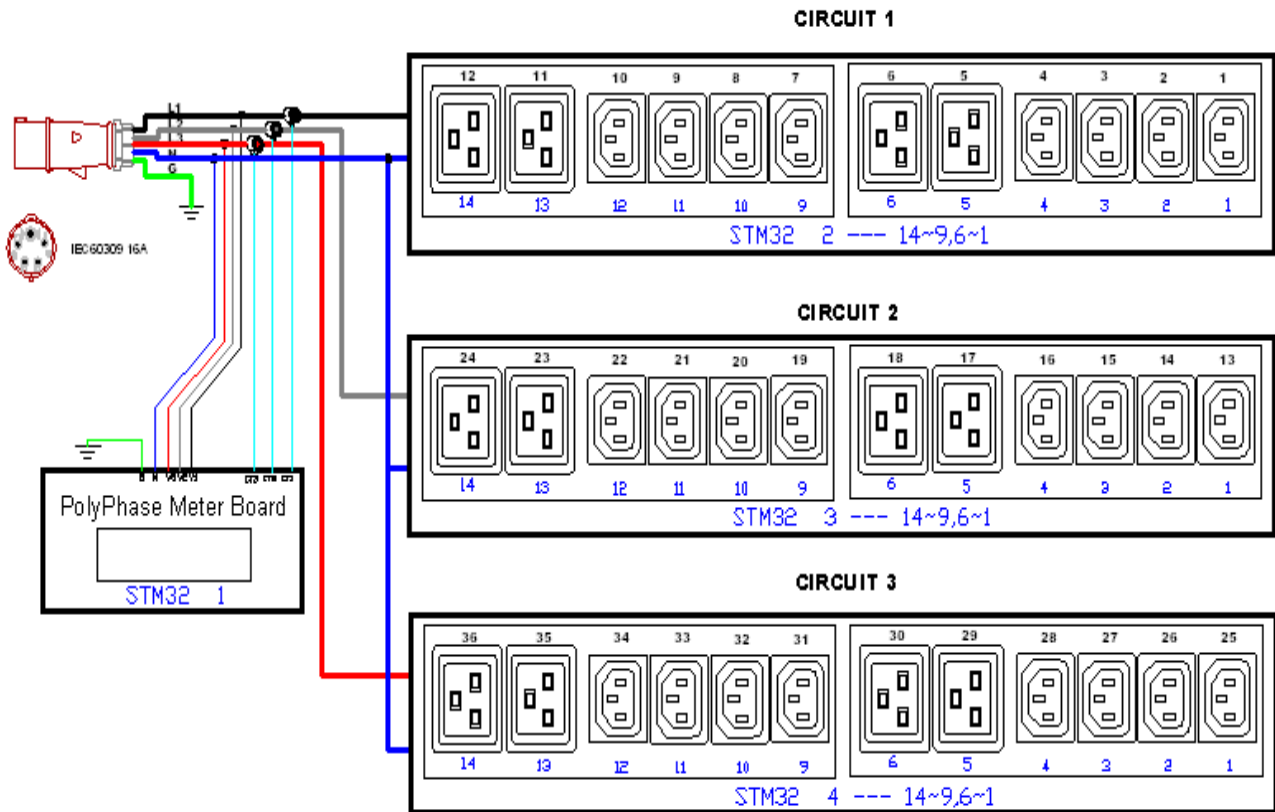 CIRCUIT 1
12 11 10 9 8 7 6 5 4 3 2 1
14 13 12 11 10 9 6 5 4 3 2 1
STM32 2 --- 14~9,6~1
L1
N
G
IEC60309 16A
CIRCUIT 2
24 23 22 21 20 19 18 17 16 15 14 13
14 13 12 11 10 9 6 5 4 3 2 1
STM32 3 --- 14~9,6~1
PolyPhase Meter Board
STM32 1
CIRCUIT 3
36 35 34 33 32 31 30 29 28 27 26 25
14 13 12 11 10 9 6 5 4 3 2 1
STM32 4 --- 14~9,6~1